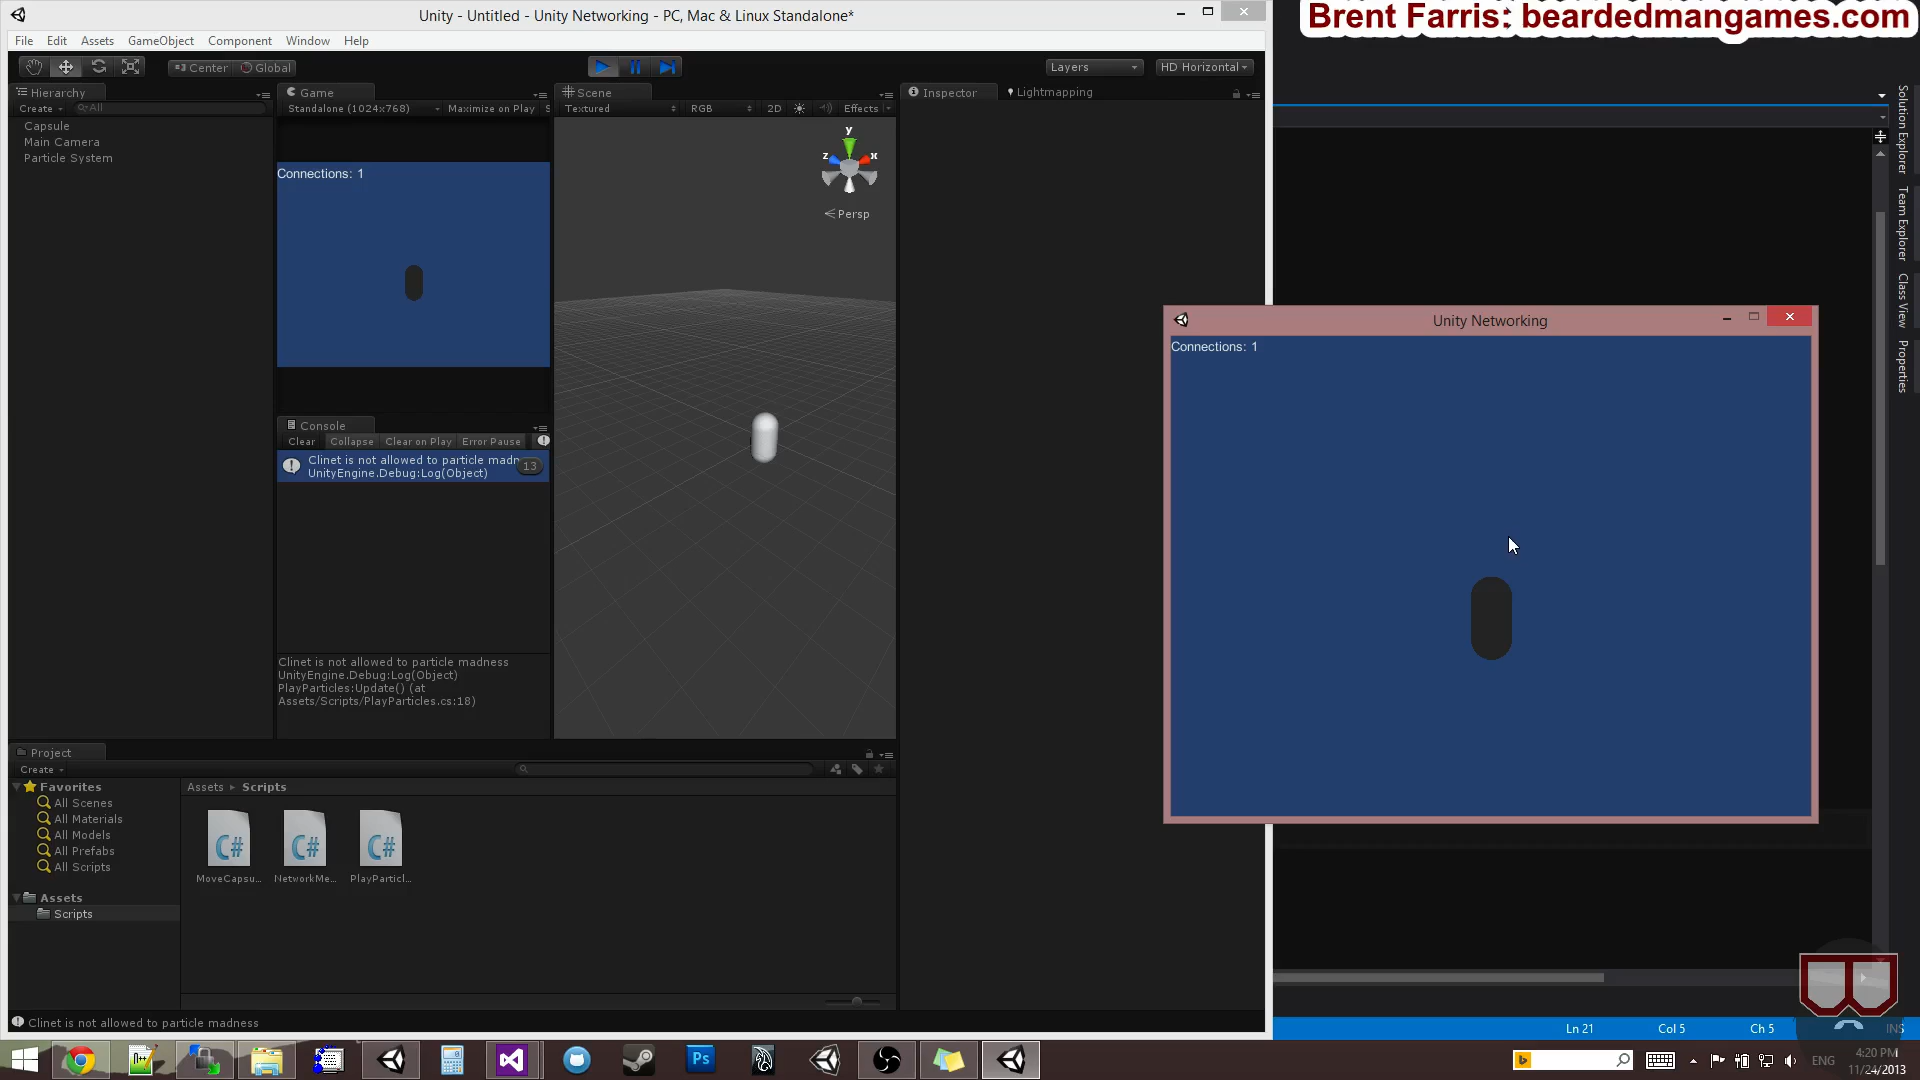 Unity - Untitled - Unity Networking - PC, Mac & Linux Standalone*
Brent Farris: beardedmangames.com
File Edit Assets GameObject Component Window Help
Center Global
Layers
HD Horizontal
Hierarchy
Create All
Capsule
Main Camera
Particle System
Game
Standalone (1024x768) Maximize on Play S
Connections: 1
Scene
Textured RGB 2D Effects
y
z x
Persp
Inspector Lightmapping
Console
Clear Collapse Clear on Play Error Pause
Clinet is not allowed to particle madn
UnityEngine.Debug:Log(Object)
13
Clinet is not allowed to particle madness
UnityEngine.Debug:Log(Object)
PlayParticles:Update() (at
Assets/Scripts/PlayParticles.cs:18)
Unity Networking
Connections: 1
Solution Explorer
Team Explorer
Class View
Properties
Project
Create
Favorites
All Scenes
All Materials
All Models
All Prefabs
All Scripts
Assets
Scripts
Assets Scripts
C# C# C#
MoveCapsu... NetworkMe... PlayParticl...
Clinet is not allowed to particle madness
Ln 21 Col 5 Ch 5 INS
Ps
b
ENG
4:20 PM
11/24/2013